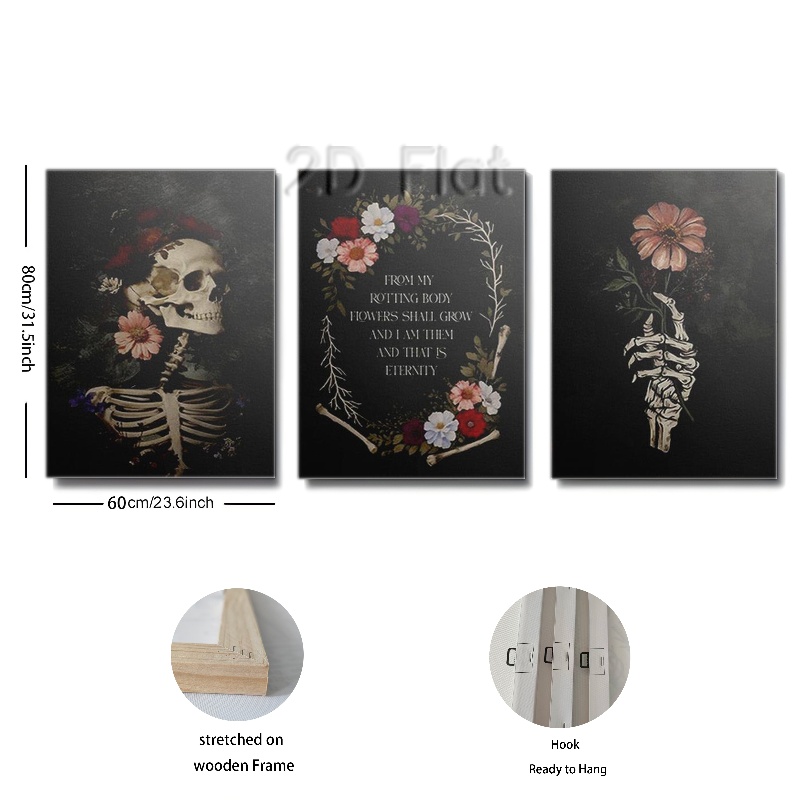 2D Flat
80cm/31.5inch
FROM MY
ROTTING BODY
FLOWERS SHALL GROW
AND I AM THEM
AND THAT IS
ETERNITY
60cm/23.6inch
stretched on
wooden Frame
Hook
Ready to Hang